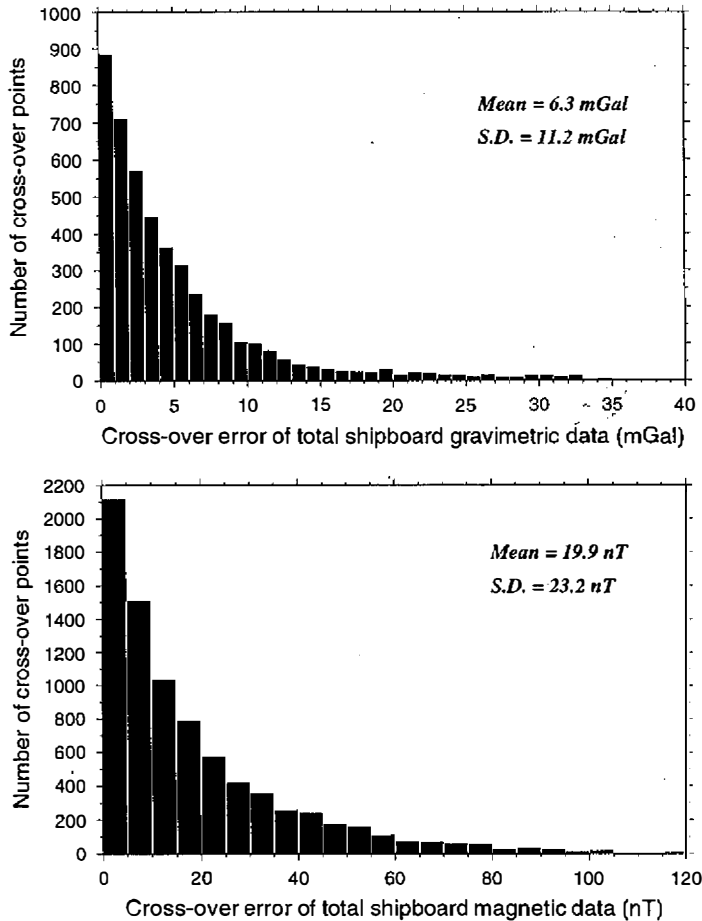 1000
900
800
700
600
500
400
300
200
100
0
Number of cross-over points
Mean = 6.3 mGal
S.D. = 11.2 mGal
0 5 10 15 20 25 30 35 40
Cross-over error of total shipboard gravimetric data (mGal)
2200
2000
1800
1600
1400
1200
1000
800
600
400
200
0
Number of cross-over points
Mean = 19.9 nT
S.D. = 23.2 nT
0 20 40 60 80 100 120
Cross-over error of total shipboard magnetic data (nT)